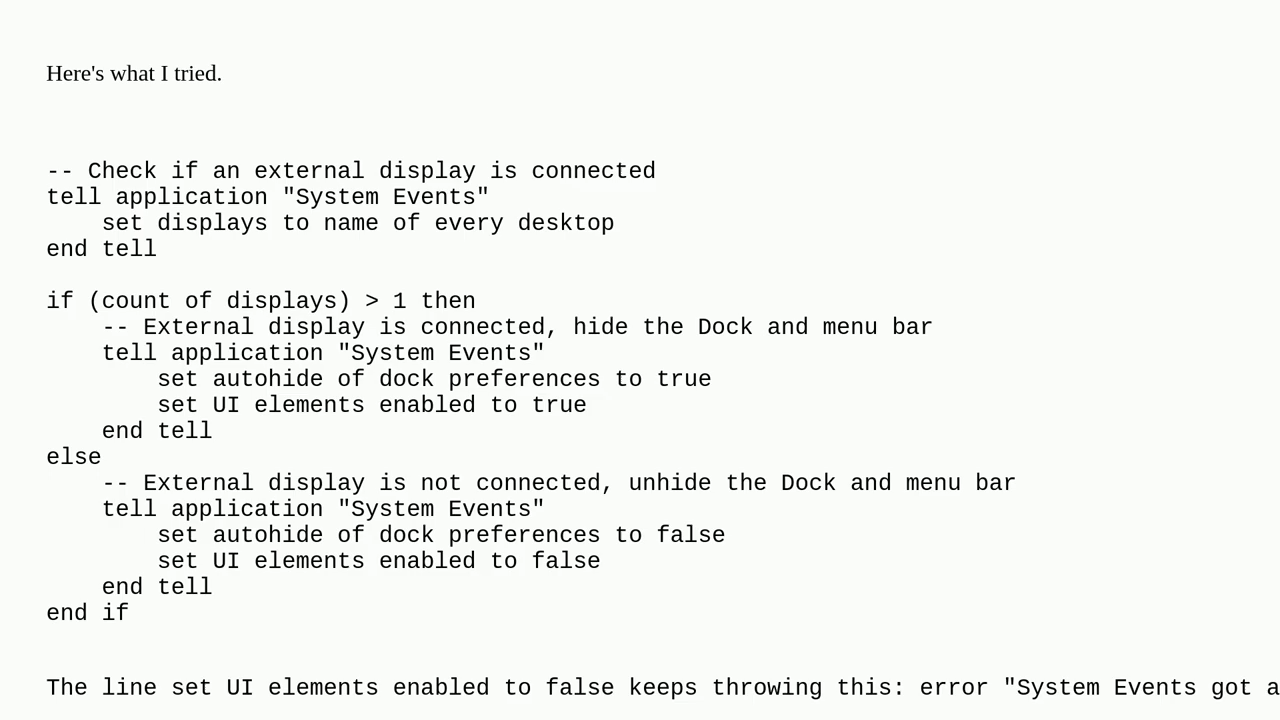 Here's what I tried.
-- Check if an external display is connected
tell application "System Events"
    set displays to name of every desktop
end tell
if (count of displays) > 1 then
    -- External display is connected, hide the Dock and menu bar
    tell application "System Events"
        set autohide of dock preferences to true
        set UI elements enabled to true
    end tell
else
    -- External display is not connected, unhide the Dock and menu bar
    tell application "System Events"
        set autohide of dock preferences to false
        set UI elements enabled to false
    end tell
end if
The line set UI elements enabled to false keeps throwing this: error "System Events got a